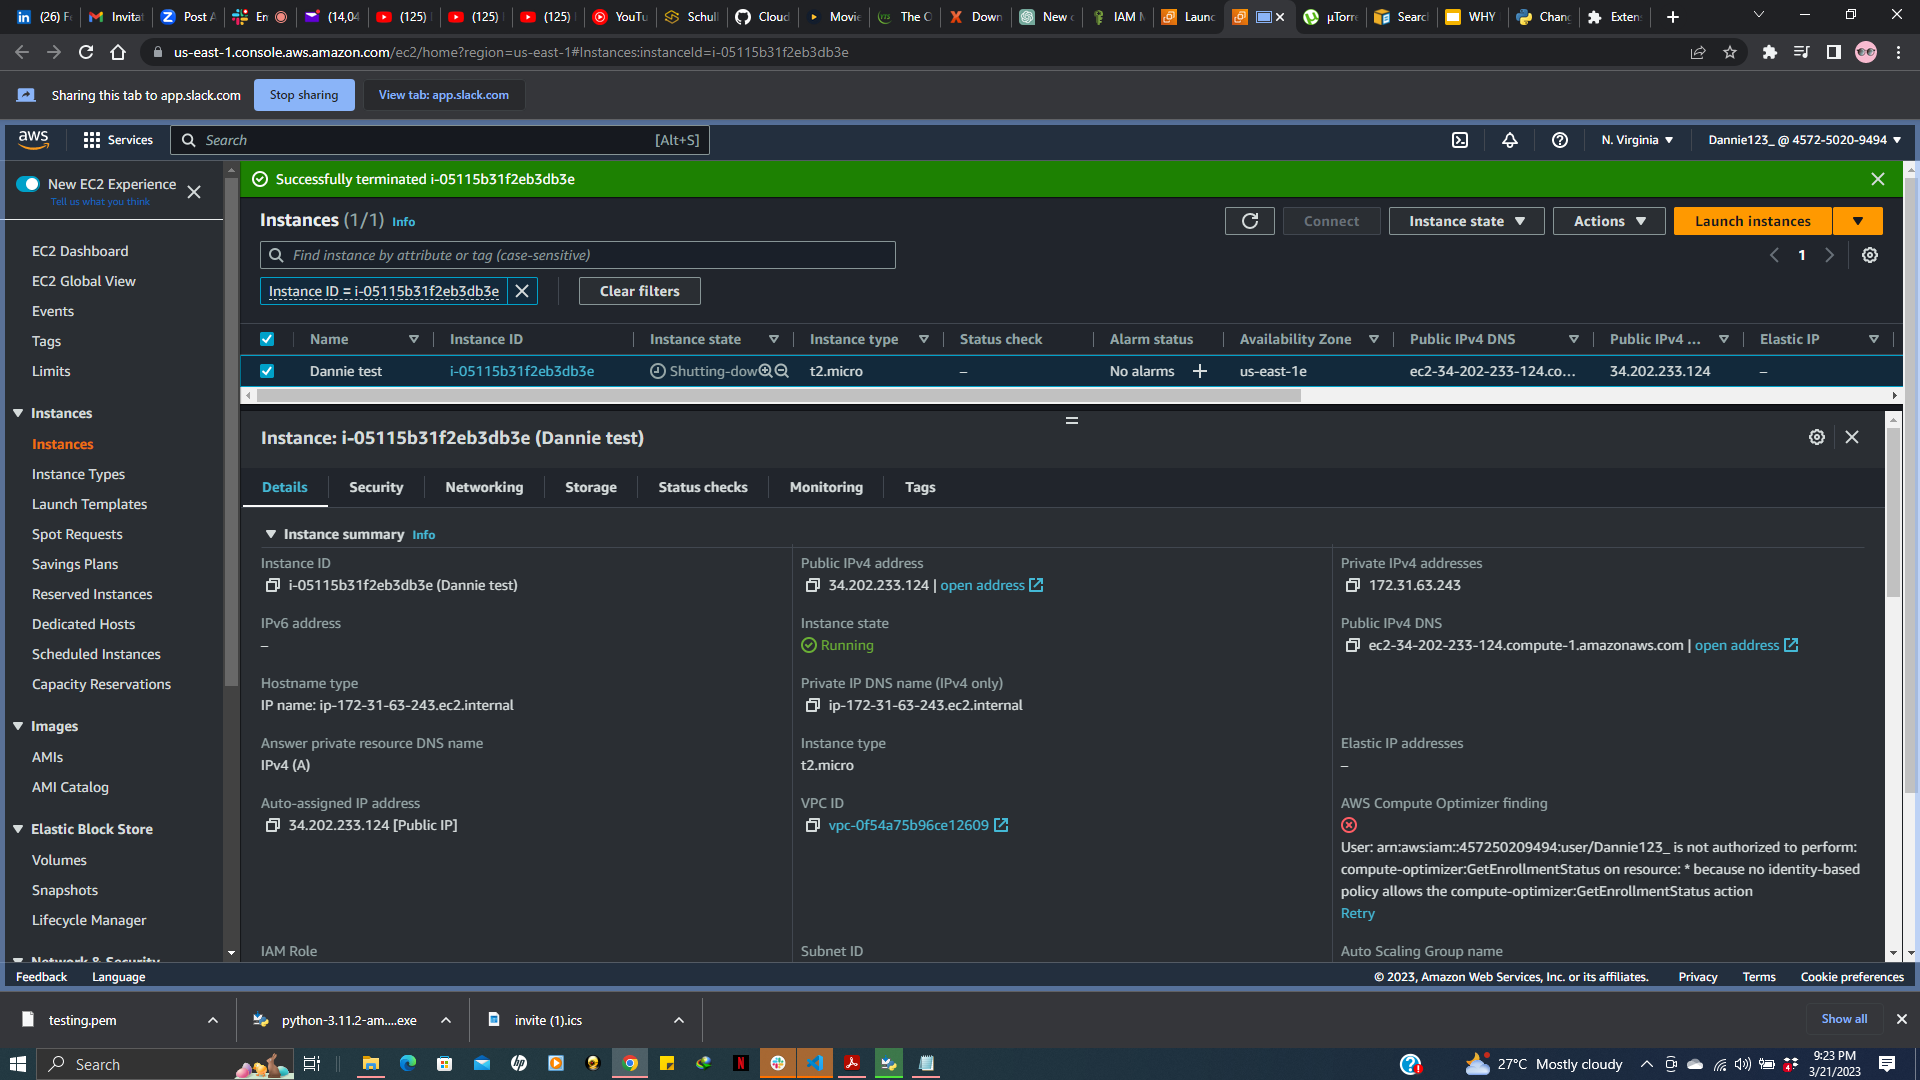 (26) F
Invitat
Post A
En
(14,04
(125)
(125)
(125)
YouTu
Schull
Cloud
Movie
The C
Down
New c
IAM M
Launc
µTorre
Searc
WHY
Chang
Exten
us-east-1.console.aws.amazon.com/ec2/home?region=us-east-1#Instances:instanceId=i-05115b31f2eb3db3e
Sharing this tab to app.slack.com
Stop sharing
View tab: app.slack.com
aws
Services
Search
[Alt+S]
N. Virginia
Dannie123_ @ 4572-5020-9494
New EC2 Experience
Tell us what you think
EC2 Dashboard
EC2 Global View
Events
Tags
Limits
Instances
Instances
Instance Types
Launch Templates
Spot Requests
Savings Plans
Reserved Instances
Dedicated Hosts
Scheduled Instances
Capacity Reservations
Images
AMIs
AMI Catalog
Elastic Block Store
Volumes
Snapshots
Lifecycle Manager
Network & Security
Successfully terminated i-05115b31f2eb3db3e
Instances (1/1) Info
Connect
Instance state
Actions
Launch instances
Find instance by attribute or tag (case-sensitive)
1
Instance ID = i-05115b31f2eb3db3e
Clear filters
Name Instance ID Instance state Instance type Status check Alarm status Availability Zone Public IPv4 DNS Public IPv4 ... Elastic IP
Dannie test i-05115b31f2eb3db3e Shutting-dow t2.micro – No alarms us-east-1e ec2-34-202-233-124.co... 34.202.233.124 –
Instance: i-05115b31f2eb3db3e (Dannie test)
Details Security Networking Storage Status checks Monitoring Tags
Instance summary Info
Instance ID
i-05115b31f2eb3db3e (Dannie test)
Public IPv4 address
34.202.233.124 | open address
Private IPv4 addresses
172.31.63.243
IPv6 address
–
Instance state
Running
Public IPv4 DNS
ec2-34-202-233-124.compute-1.amazonaws.com | open address
Hostname type
IP name: ip-172-31-63-243.ec2.internal
Private IP DNS name (IPv4 only)
ip-172-31-63-243.ec2.internal
Answer private resource DNS name
IPv4 (A)
Instance type
t2.micro
Elastic IP addresses
–
Auto-assigned IP address
34.202.233.124 [Public IP]
VPC ID
vpc-0f54a75b96ce12609
AWS Compute Optimizer finding
User: arn:aws:iam::457250209494:user/Dannie123_ is not authorized to perform:
compute-optimizer:GetEnrollmentStatus on resource: * because no identity-based
policy allows the compute-optimizer:GetEnrollmentStatus action
Retry
IAM Role
Subnet ID
Auto Scaling Group name
Feedback
Language
© 2023, Amazon Web Services, Inc. or its affiliates.
Privacy
Terms
Cookie preferences
testing.pem
python-3.11.2-am....exe
invite (1).ics
Show all
Search
27°C Mostly cloudy
9:23 PM
3/21/2023